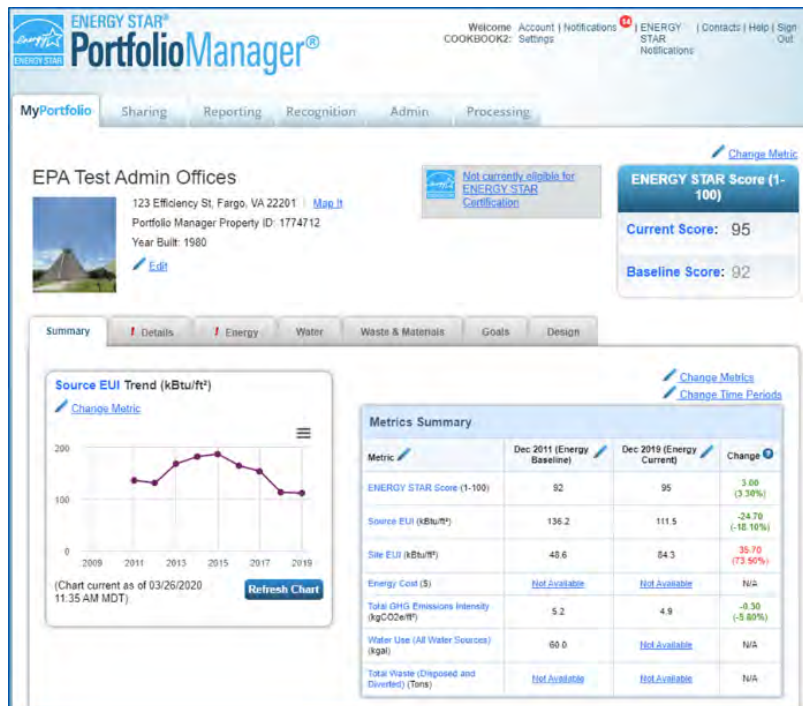 ENERGY STAR®
PortfolioManager®
ENERGY STAR
Welcome COOKBOOK2: Account Settings | Notifications 54 | ENERGY STAR Notifications | Contacts | Help | Sign Out
MyPortfolio Sharing Reporting Recognition Admin Processing
Change Metric
EPA Test Admin Offices
123 Efficiency St, Fargo, VA 22201 | Map It
Portfolio Manager Property ID: 1774712
Year Built: 1980
Edit
Not currently eligible for
ENERGY STAR
Certification
ENERGY STAR Score (1-
100)
Current Score: 95
Baseline Score: 92
Summary ! Details ! Energy Water Waste & Materials Goals Design
Source EUI Trend (kBtu/ft²)
Change Metric
200
100
0
2009 2011 2013 2015 2017 2019
(Chart current as of 03/26/2020
11:35 AM MDT)
Refresh Chart
Change Metrics
Change Time Periods
Metrics Summary
Metric Dec 2011 (Energy Baseline) Dec 2019 (Energy Current) Change ?
ENERGY STAR Score (1-100) 92 95 3.00 (3.30%)
Source EUI (kBtu/ft²) 136.2 111.5 -24.70 (-18.10%)
Site EUI (kBtu/ft²) 48.6 84.3 35.70 (73.50%)
Energy Cost ($) Not Available Not Available N/A
Total GHG Emissions Intensity (kgCO2e/ft²) 5.2 4.9 -0.30 (-5.80%)
Water Use (All Water Sources) (kgal) 60.0 Not Available N/A
Total Waste (Disposed and Diverted) (Tons) Not Available Not Available N/A